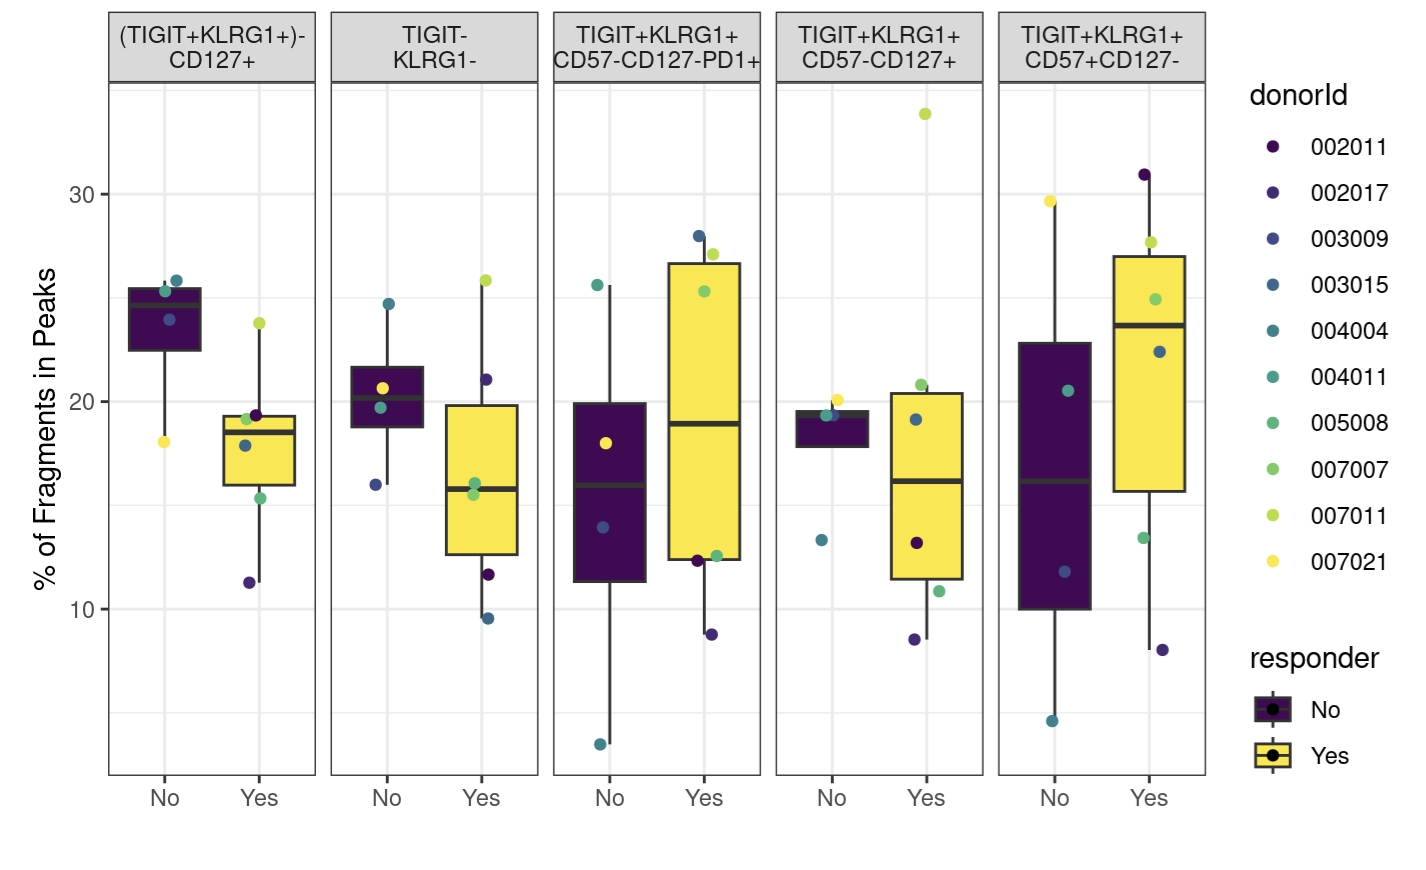 (TIGIT+KLRG1+)-
CD127+
TIGIT-
KLRG1-
TIGIT+KLRG1+
CD57-CD127-PD1+
TIGIT+KLRG1+
CD57-CD127+
TIGIT+KLRG1+
CD57+CD127-
% of Fragments in Peaks
30
20
10
No
Yes
No
Yes
No
Yes
No
Yes
No
Yes
donorId
002011
002017
003009
003015
004004
004011
005008
007007
007011
007021
responder
No
Yes